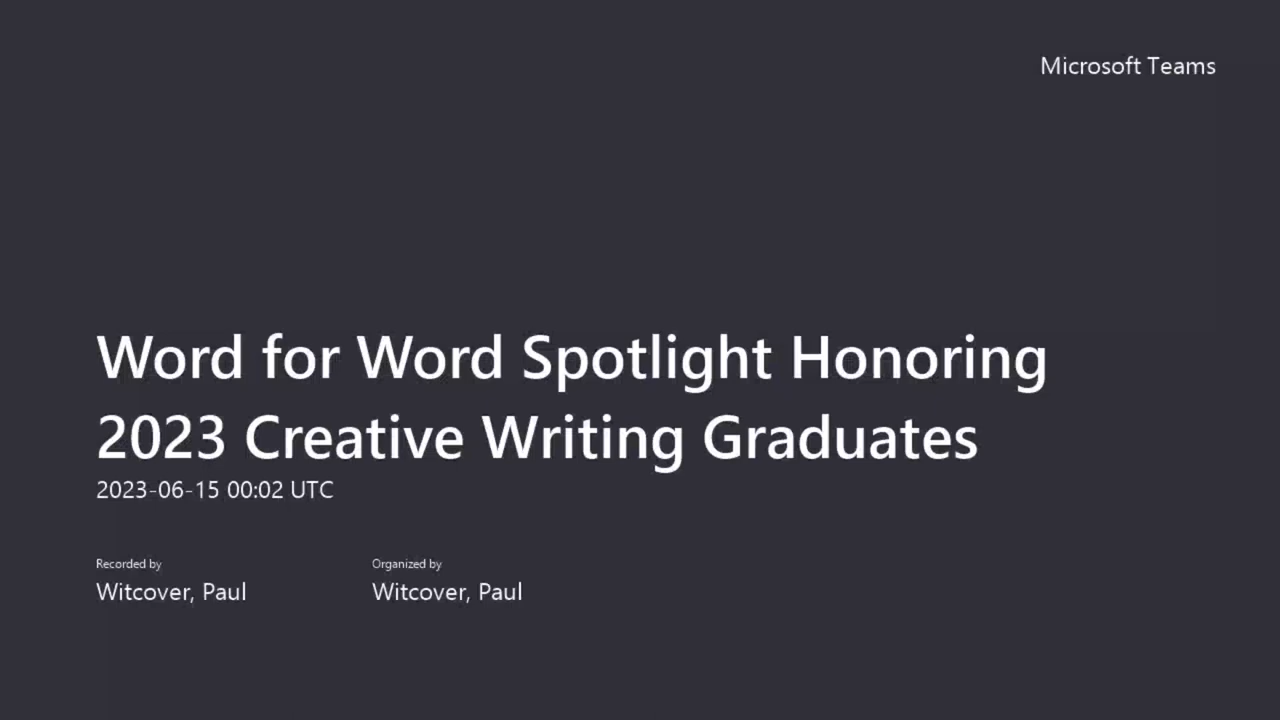 Microsoft Teams
Word for Word Spotlight Honoring
2023 Creative Writing Graduates
2023-06-15 00:02 UTC
Recorded by
Witcover, Paul
Organized by
Witcover, Paul